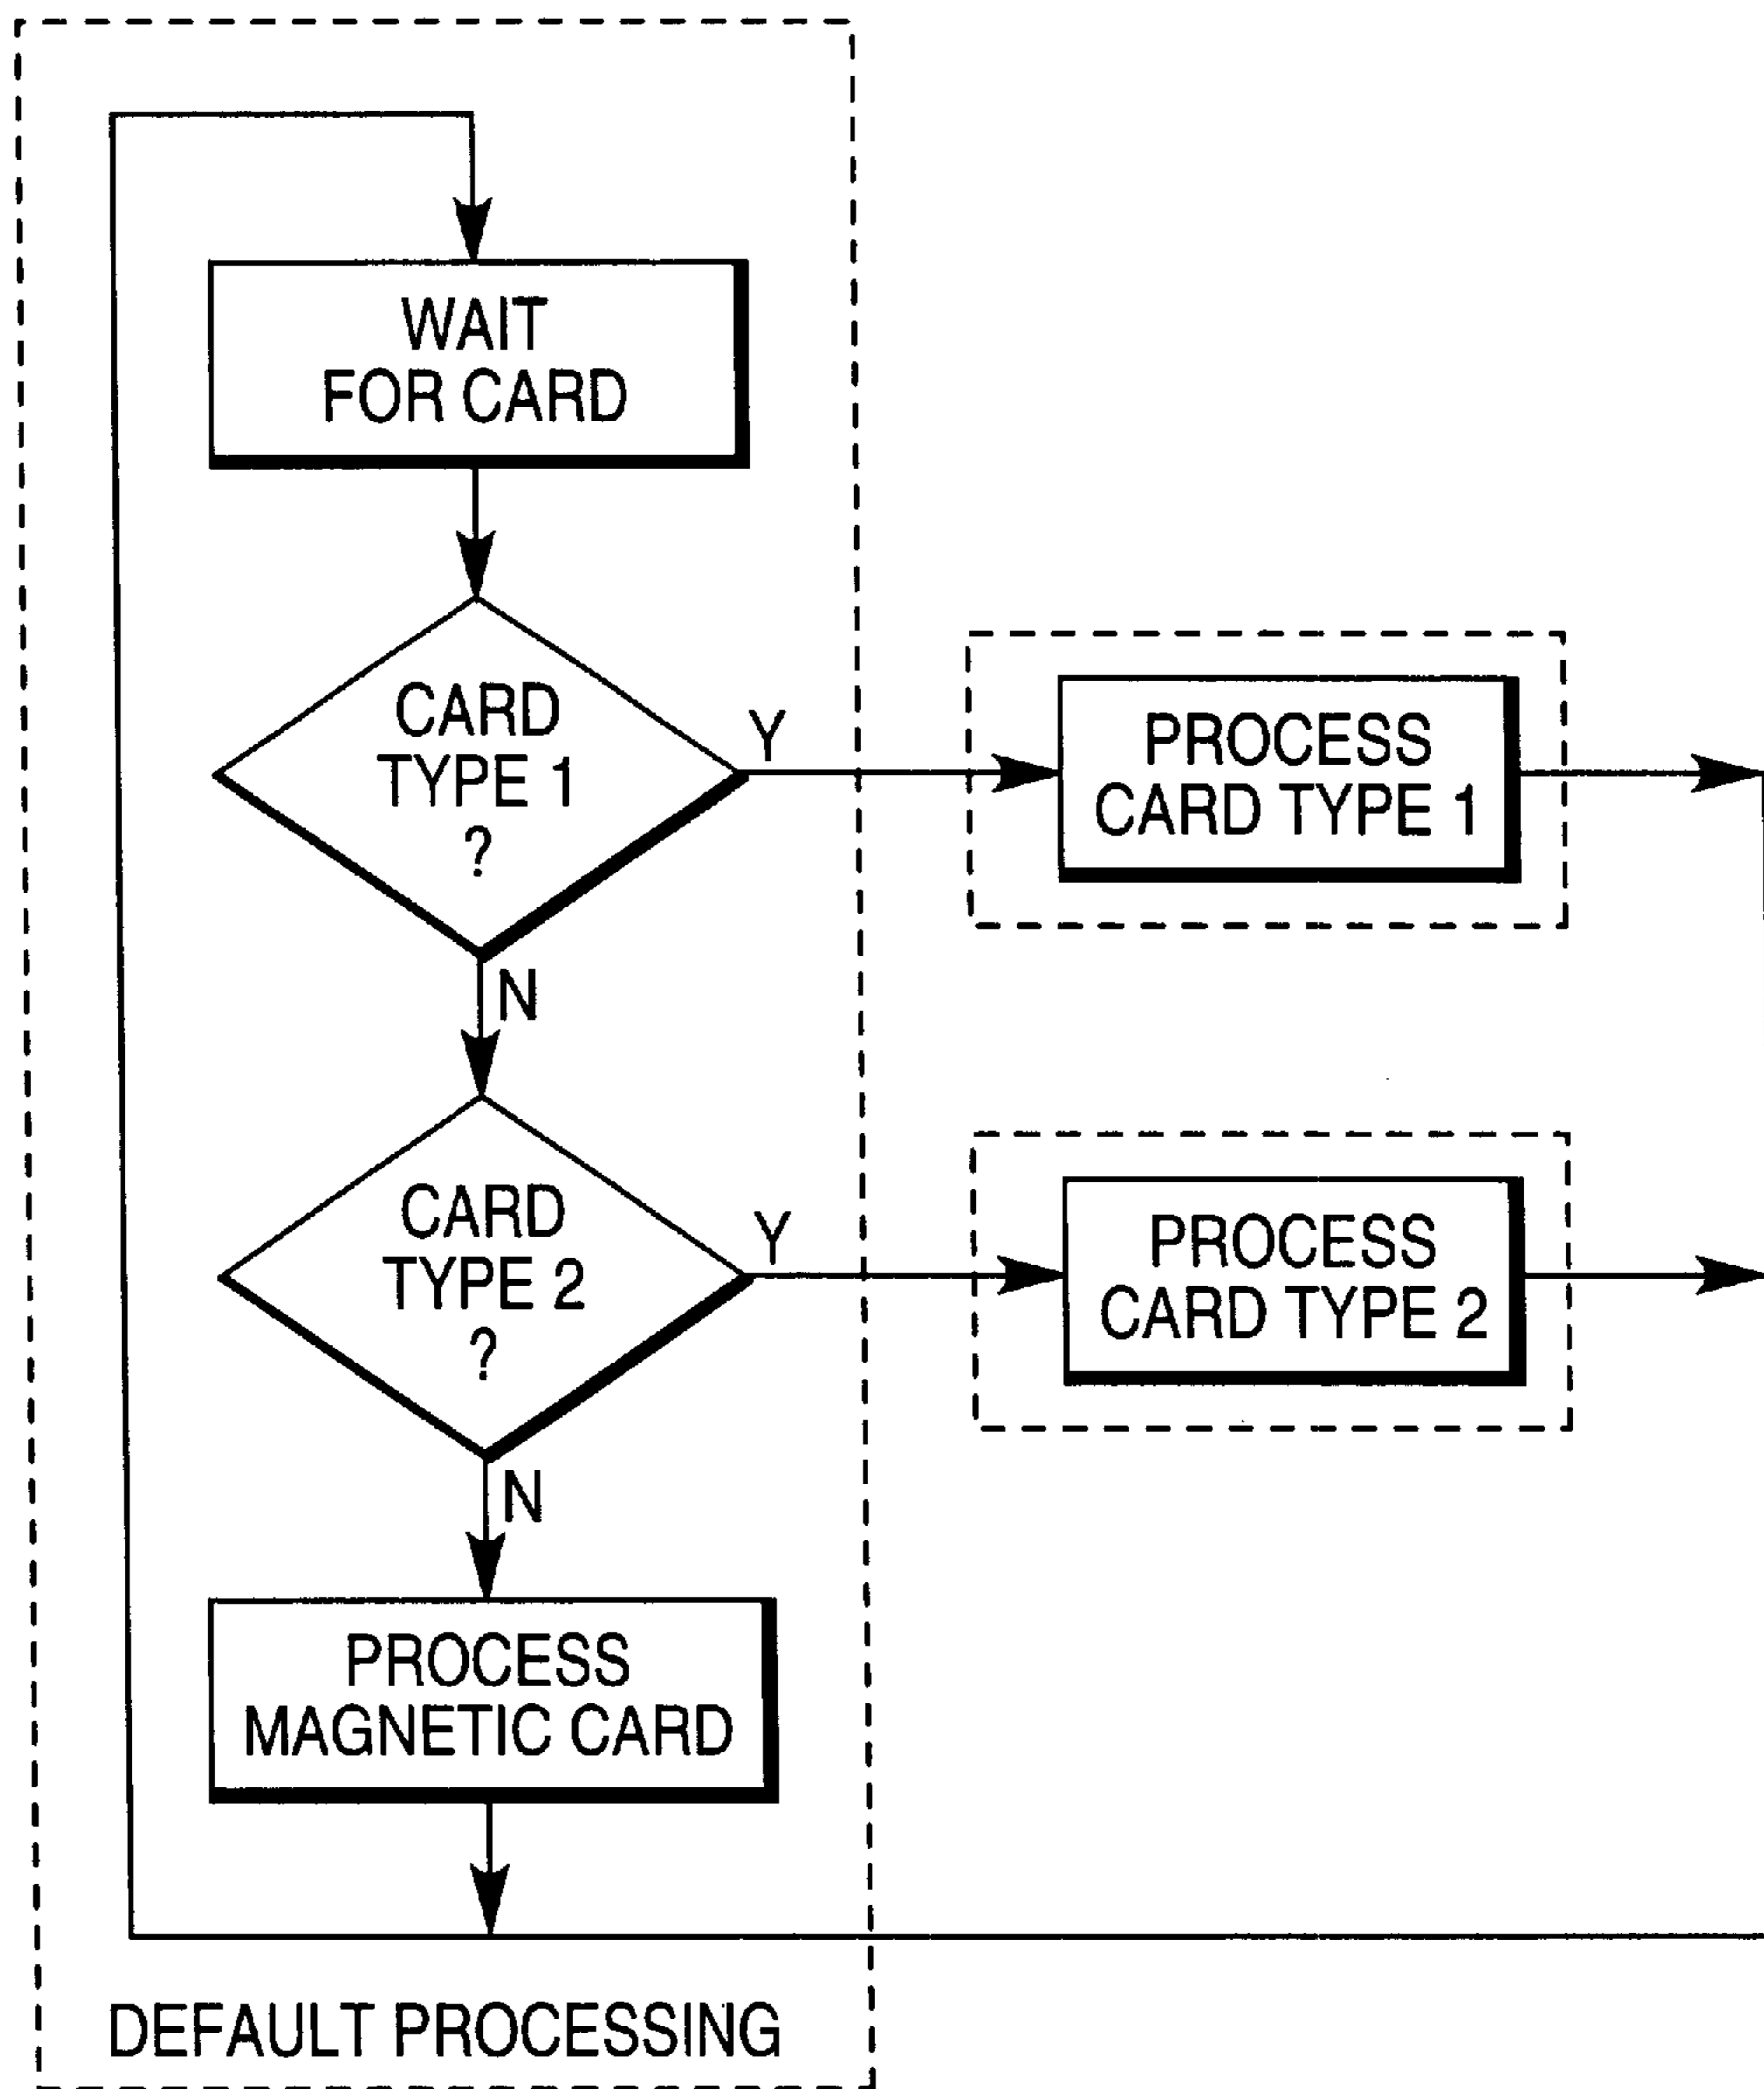 WAIT
FOR CARD
CARD
TYPE 1
?
Y
PROCESS
CARD TYPE 1
N
CARD
TYPE 2
?
Y
PROCESS
CARD TYPE 2
N
PROCESS
MAGNETIC CARD
DEFAULT PROCESSING